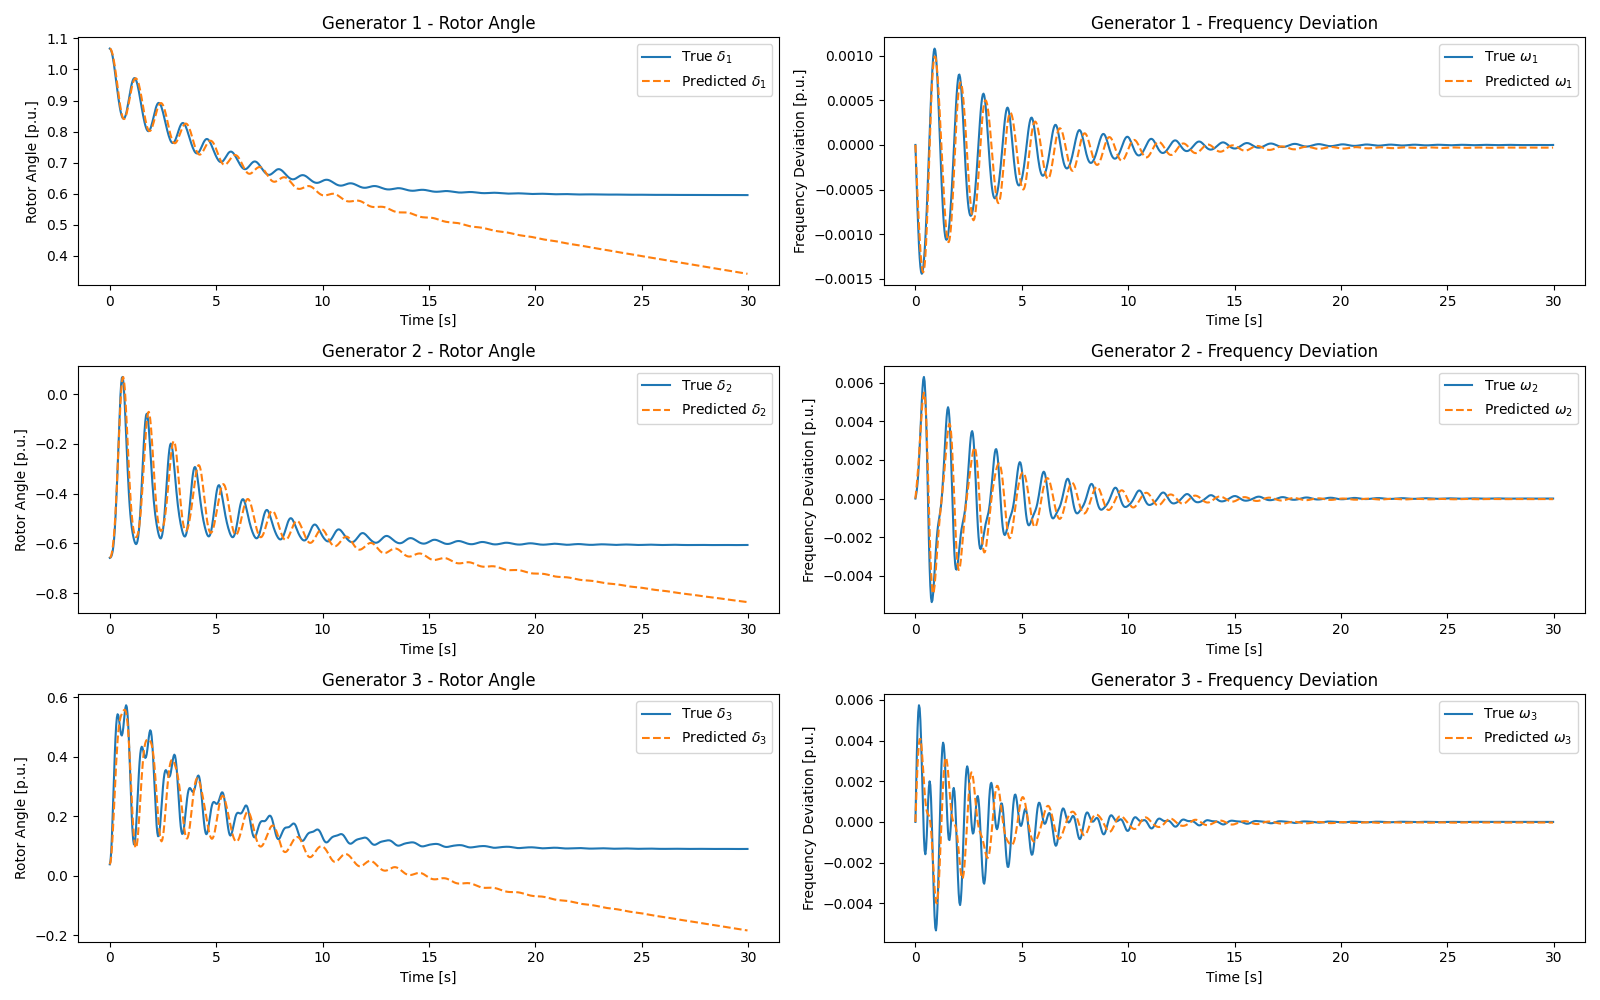 Generator 1 - Rotor Angle
Rotor Angle [p.u.]
1.1
1.0
0.9
0.8
0.7
0.6
0.5
0.4
True δ₁
Predicted δ₁
0 5 10 15 20 25 30
Time [s]
Generator 1 - Frequency Deviation
Frequency Deviation [p.u.]
0.0010
0.0005
0.0000
−0.0005
−0.0010
−0.0015
True ω₁
Predicted ω₁
0 5 10 15 20 25 30
Time [s]
Generator 2 - Rotor Angle
Rotor Angle [p.u.]
0.0
−0.2
−0.4
−0.6
−0.8
True δ₂
Predicted δ₂
0 5 10 15 20 25 30
Time [s]
Generator 2 - Frequency Deviation
Frequency Deviation [p.u.]
0.006
0.004
0.002
0.000
−0.002
−0.004
True ω₂
Predicted ω₂
0 5 10 15 20 25 30
Time [s]
Generator 3 - Rotor Angle
Rotor Angle [p.u.]
0.6
0.4
0.2
0.0
−0.2
True δ₃
Predicted δ₃
0 5 10 15 20 25 30
Time [s]
Generator 3 - Frequency Deviation
Frequency Deviation [p.u.]
0.006
0.004
0.002
0.000
−0.002
−0.004
True ω₃
Predicted ω₃
0 5 10 15 20 25 30
Time [s]